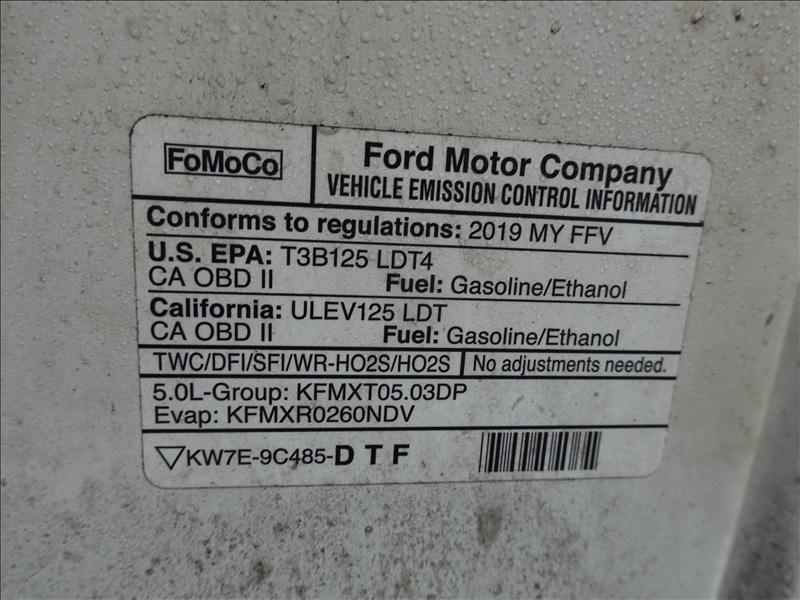 FoMoCo
Ford Motor Company
VEHICLE EMISSION CONTROL INFORMATION
Conforms to regulations: 2019 MY FFV
U.S. EPA: T3B125 LDT4
CA OBD II Fuel: Gasoline/Ethanol
California: ULEV125 LDT
CA OBD II Fuel: Gasoline/Ethanol
TWC/DFI/SFI/WR-HO2S/HO2S No adjustments needed.
5.0L-Group: KFMXT05.03DP
Evap: KFMXR0260NDV
KW7E-9C485-D T F